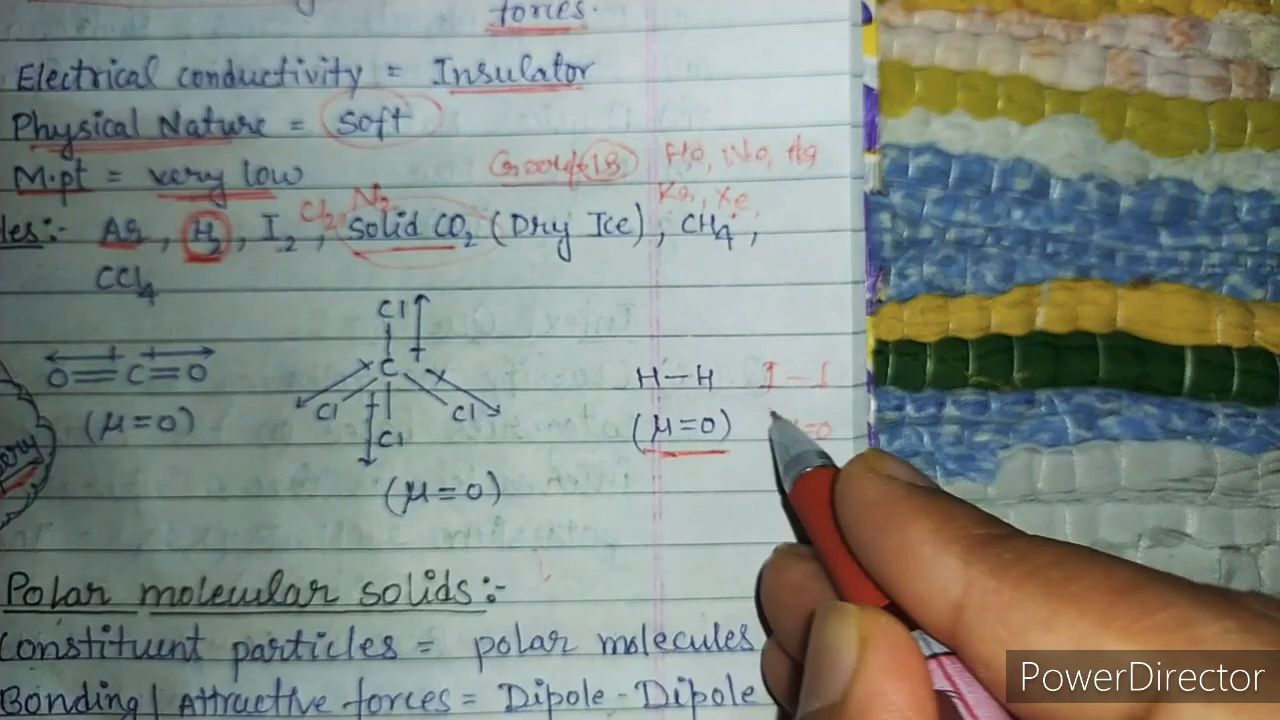 forces.
Electrical conductivity = Insulator
Physical Nature = Soft
Group 18 He, Ne, Ar
M.pt = very low
Kr, Xe,
Cl2, N2
les:- Ar, H2, I2, solid CO2 (Dry Ice), CH4,
CCl4
Cl
O=C=O
C
Cl Cl
Cl
H-H I-I
(μ=0)
(μ=0) =0
(μ=0)
Polar molecular solids:-
Constituent particles = polar molecules
Bonding/Attractive forces = Dipole-Dipole
PowerDirector